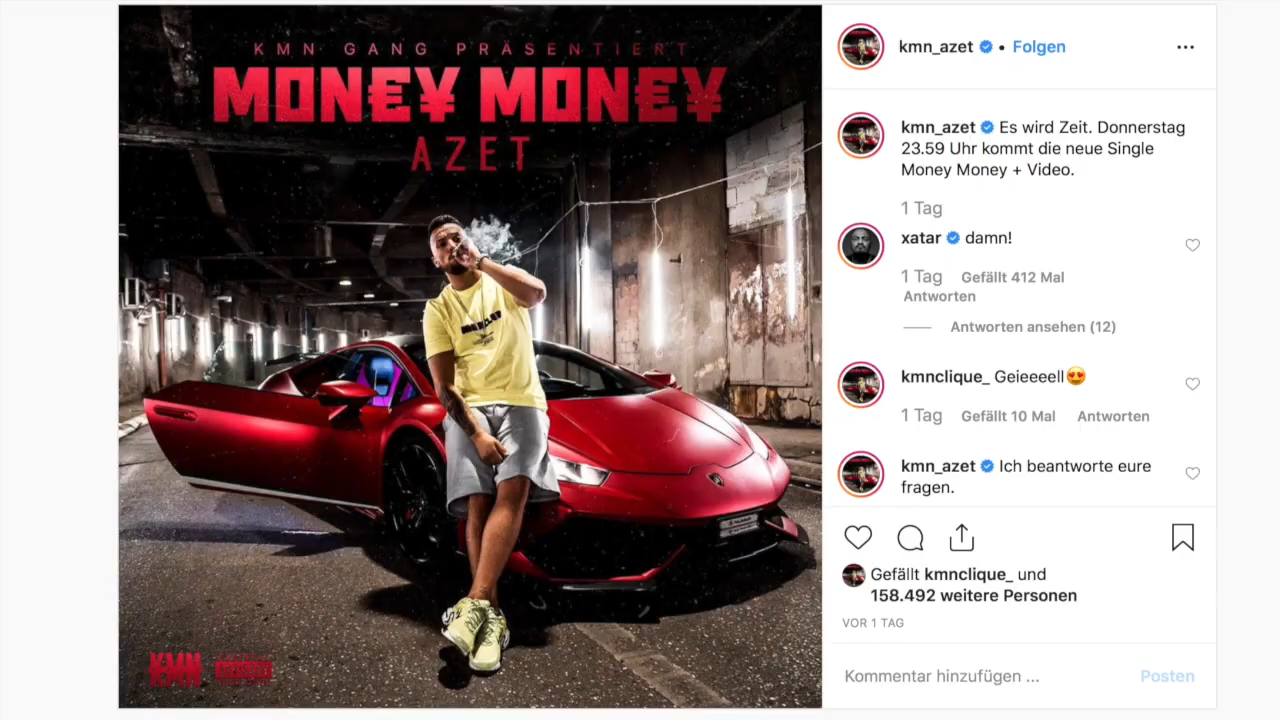 KMN GANG PRÄSENTIERT
MON€¥ MON€¥
AZET
KMN
kmn_azet • Folgen
kmn_azet Es wird Zeit. Donnerstag
23.59 Uhr kommt die neue Single
Money Money + Video.
1 Tag
xatar damn!
1 Tag Gefällt 412 Mal
Antworten
Antworten ansehen (12)
kmnclique_ Geieeeell😍
1 Tag Gefällt 10 Mal Antworten
kmn_azet Ich beantworte eure
fragen.
Gefällt kmnclique_ und
158.492 weitere Personen
VOR 1 TAG
Kommentar hinzufügen ... Posten